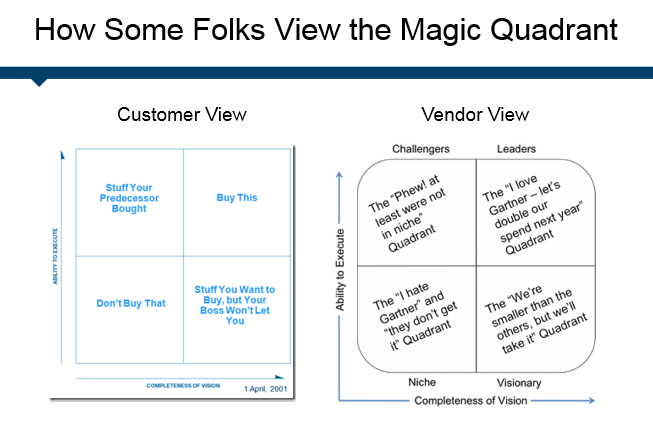 How Some Folks View the Magic Quadrant
Customer View
Stuff Your
Predecessor
Bought
Buy This
Don't Buy That
Stuff You Want to
Buy, but Your
Boss Won't Let
You
ABILITY TO EXECUTE
COMPLETENESS OF VISION
1 April, 2001
Vendor View
Challengers
Leaders
The "Phew! at
least were not
in niche"
Quadrant
The "I love
Gartner – let's
double our
spend next year"
Quadrant
The "I hate
Gartner" and
"they don't get
it" Quadrant
The "We're
smaller than the
others, but we'll
take it" Quadrant
Ability to Execute
Niche
Visionary
Completeness of Vision